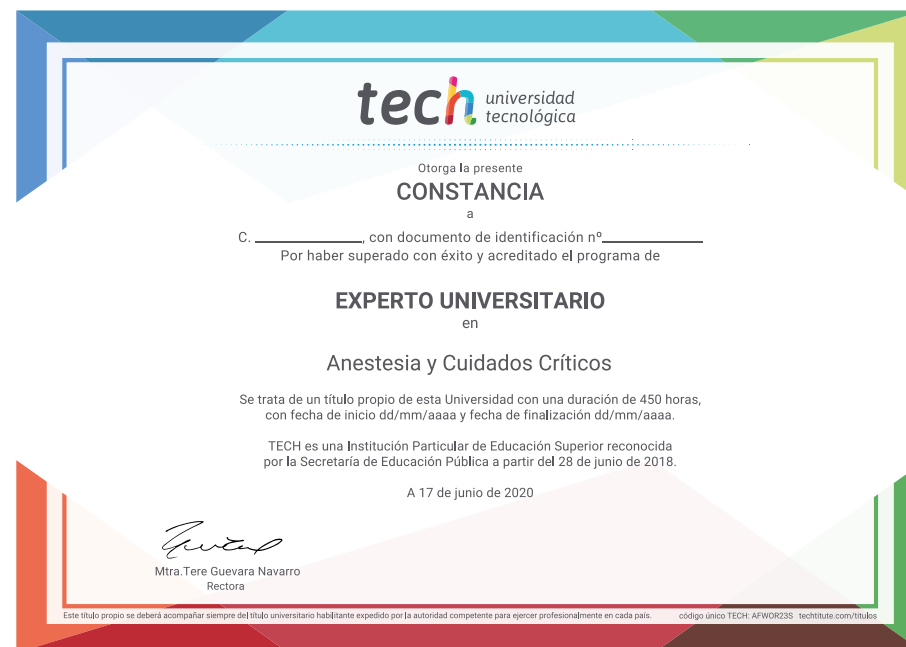 tech universidad
tecnológica
Otorga la presente
CONSTANCIA
a
C. ____________, con documento de identificación nº____________
Por haber superado con éxito y acreditado el programa de
EXPERTO UNIVERSITARIO
en
Anestesia y Cuidados Críticos
Se trata de un título propio de esta Universidad con una duración de 450 horas,
con fecha de inicio dd/mm/aaaa y fecha de finalización dd/mm/aaaa.
TECH es una Institución Particular de Educación Superior reconocida
por la Secretaría de Educación Pública a partir del 28 de junio de 2018.
A 17 de junio de 2020
Mtra.Tere Guevara Navarro
Rectora
Este título propio se deberá acompañar siempre del título universitario habilitante expedido por la autoridad competente para ejercer profesionalmente en cada país. código único TECH: AFWOR23S techtitute.com/titulos